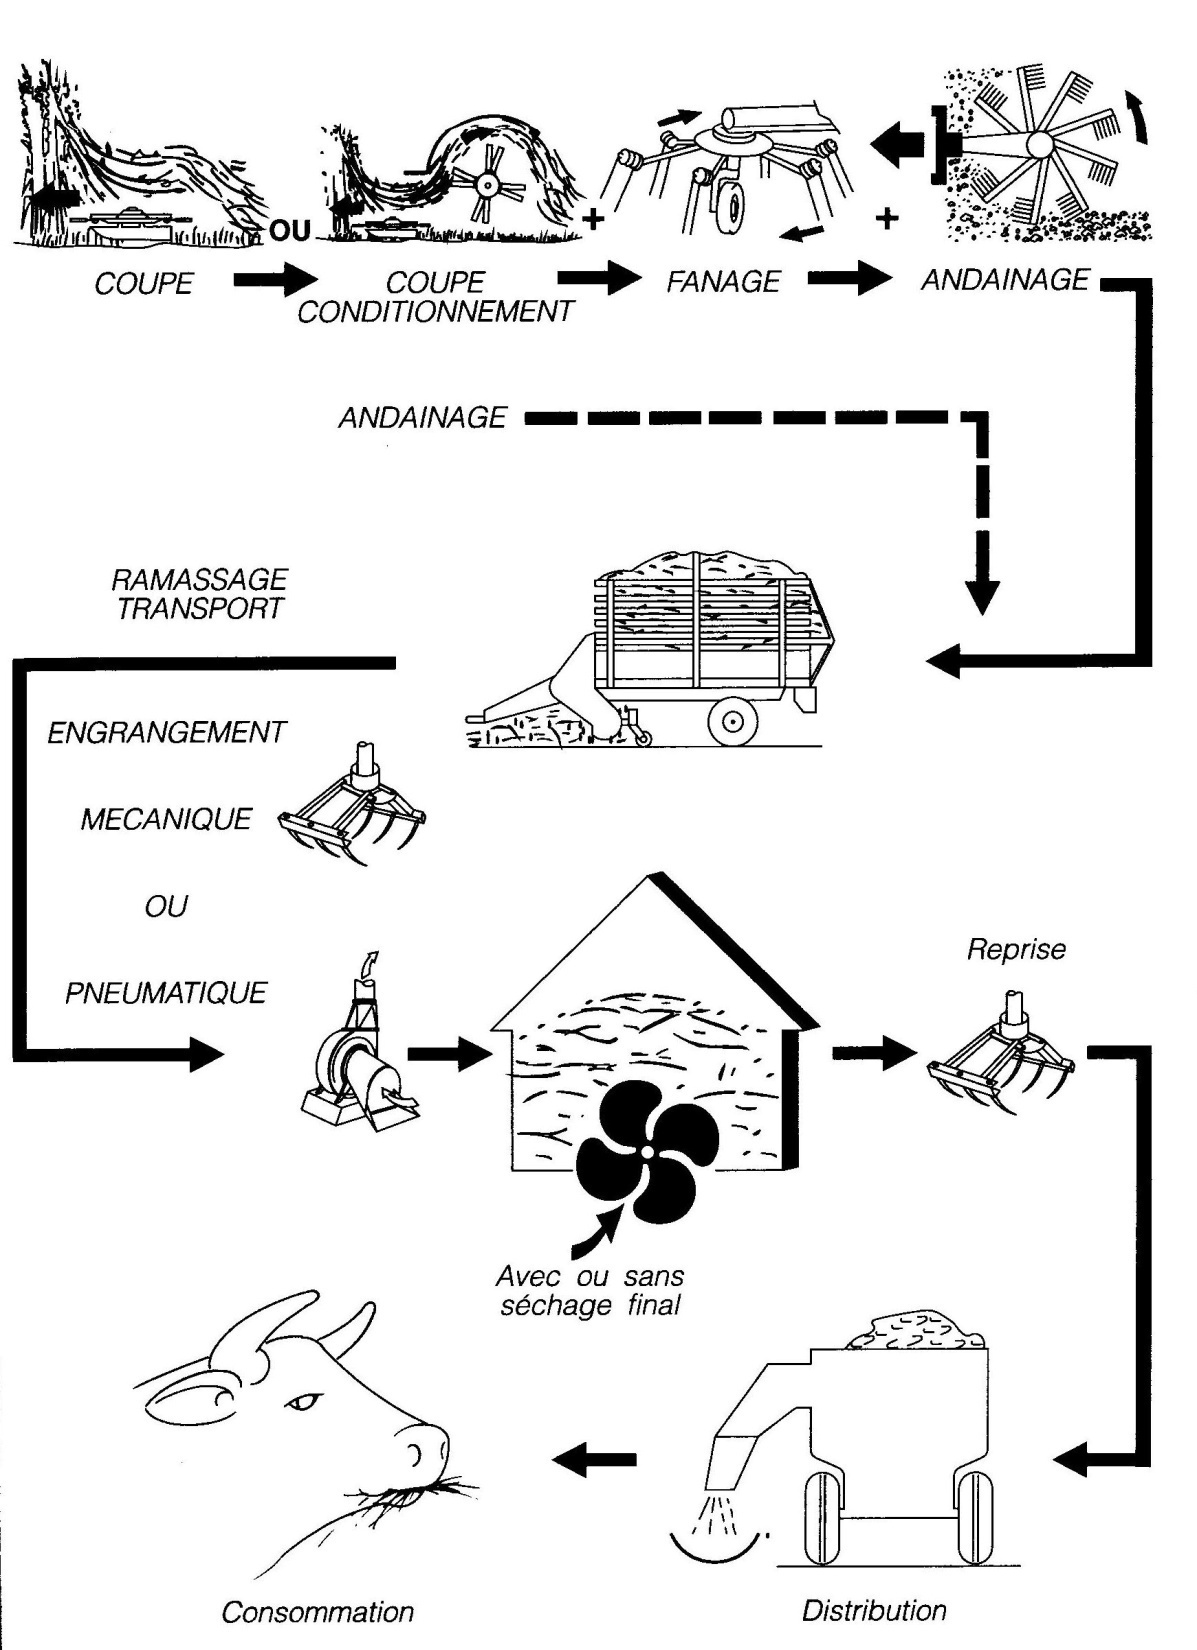 OU
+
+
COUPE
COUPE
CONDITIONNEMENT
FANAGE
ANDAINAGE
ANDAINAGE
RAMASSAGE
TRANSPORT
ENGRANGEMENT
MECANIQUE
OU
PNEUMATIQUE
Reprise
Avec ou sans
séchage final
Consommation
Distribution